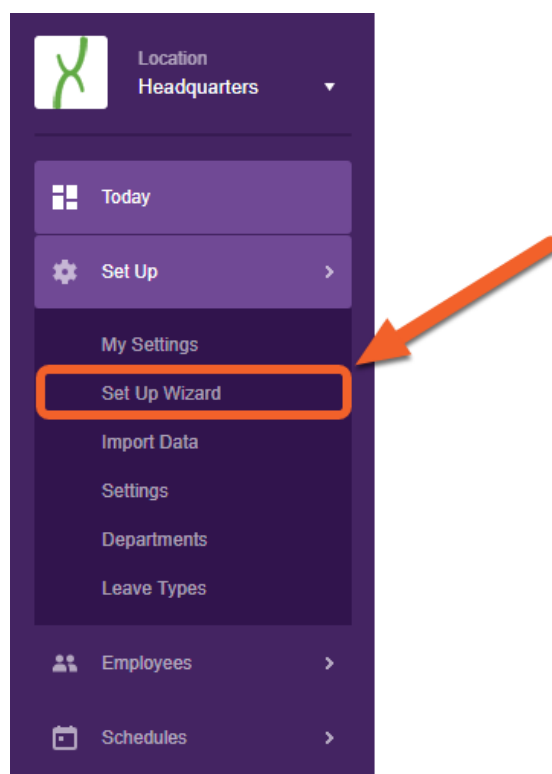 Location
Headquarters
Today
Set Up
My Settings
Set Up Wizard
Import Data
Settings
Departments
Leave Types
Employees
Schedules